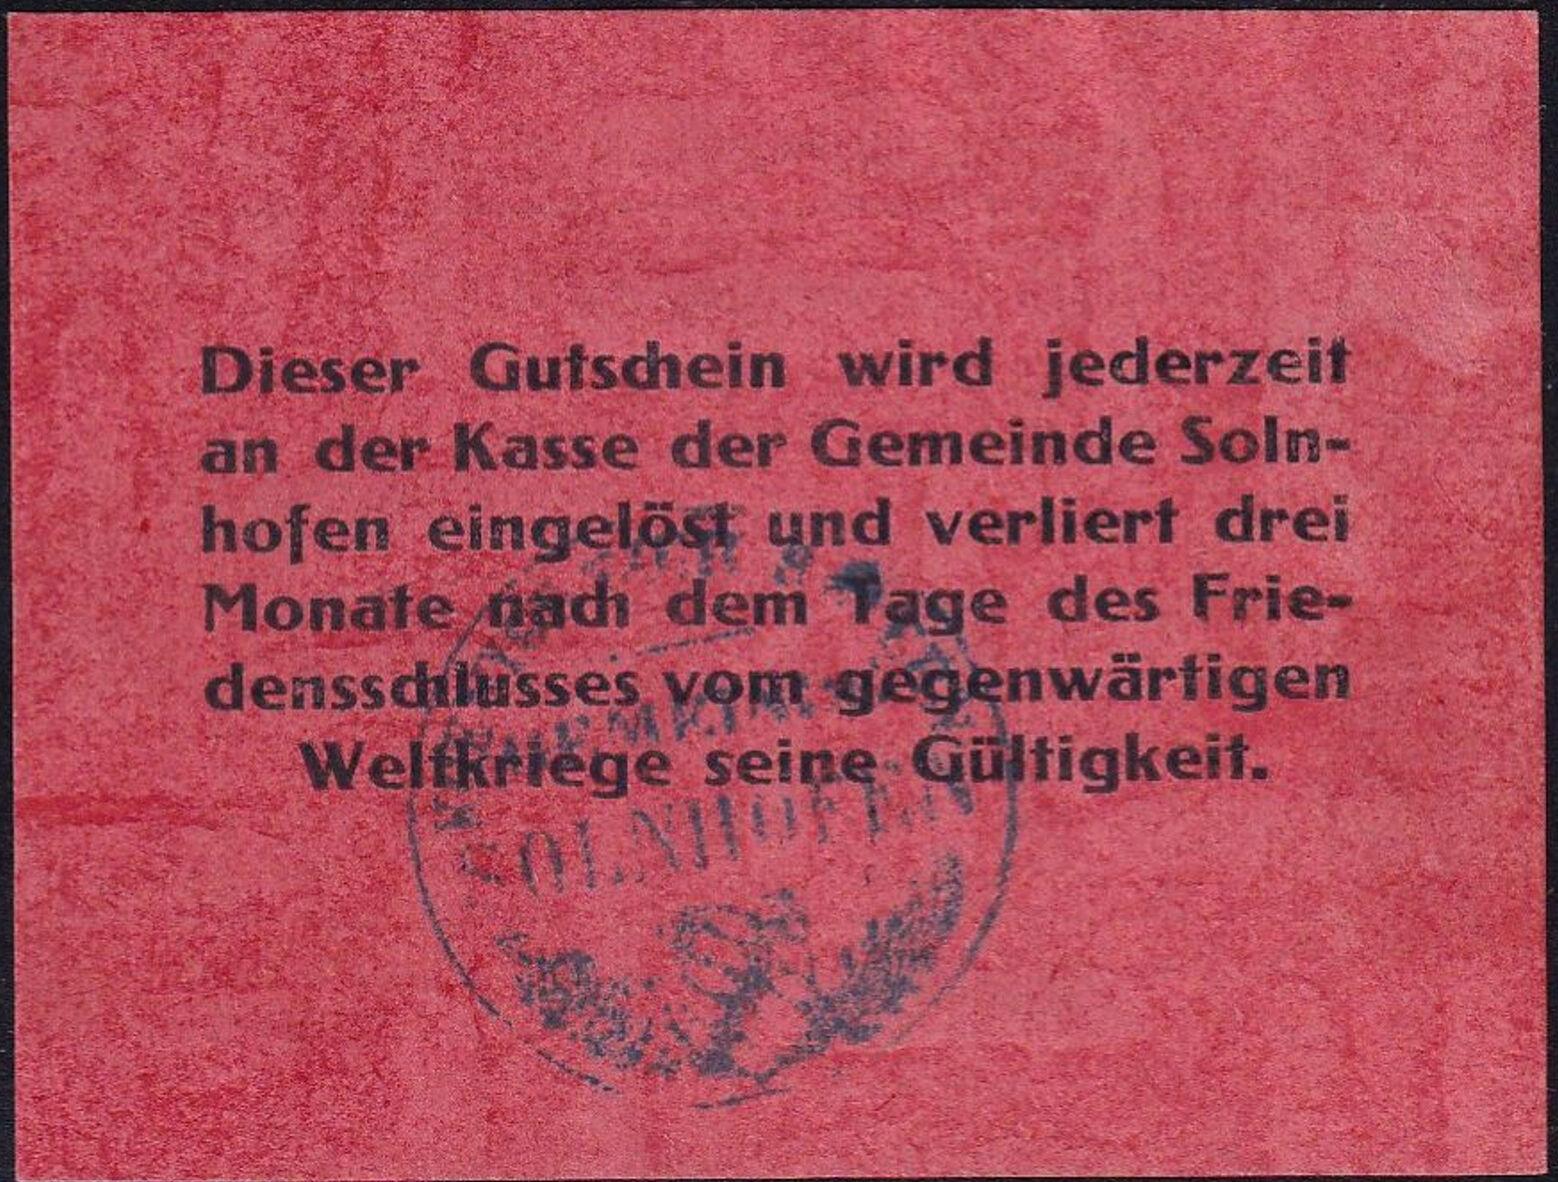 Dieser Gutschein wird jederzeit
an der Kasse der Gemeinde Soln-
hofen eingelöst und verliert drei
Monate nach dem Tage des Frie-
densschlusses vom gegenwärtigen
Weltkriege seine Gültigkeit.
SOLNHOFEN